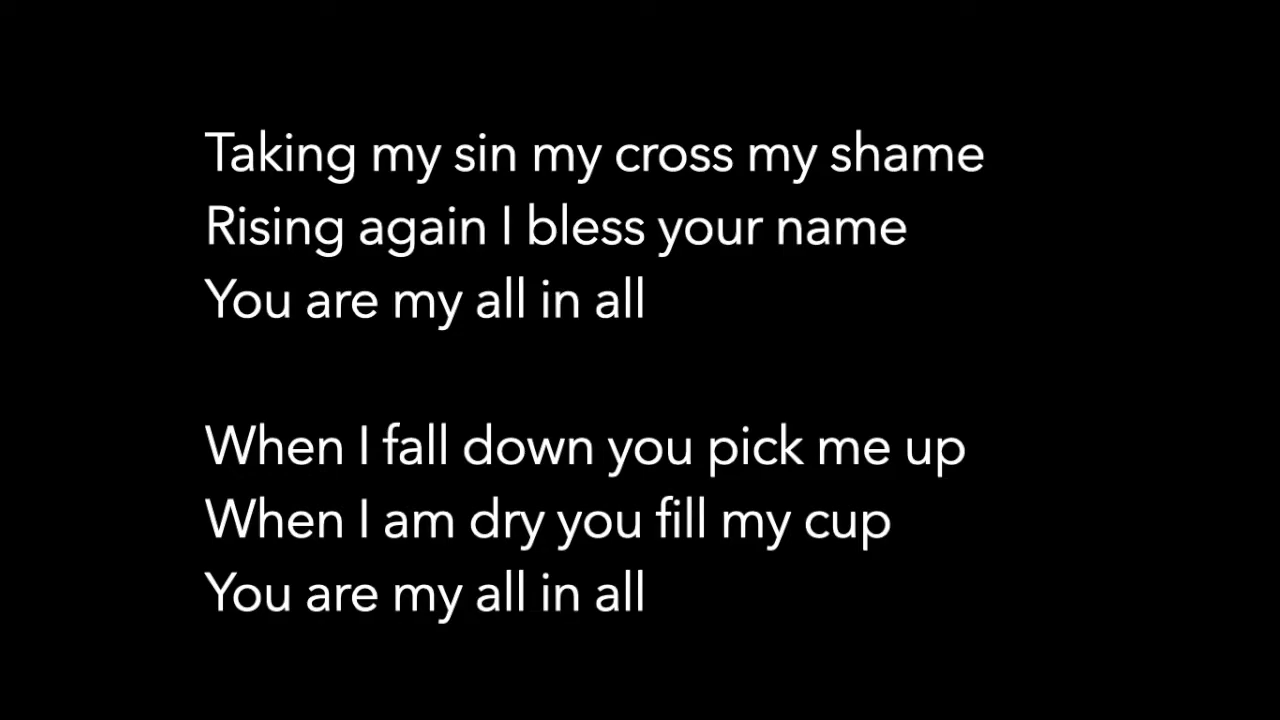 Taking my sin my cross my shame
Rising again I bless your name
You are my all in all
When I fall down you pick me up
When I am dry you fill my cup
You are my all in all